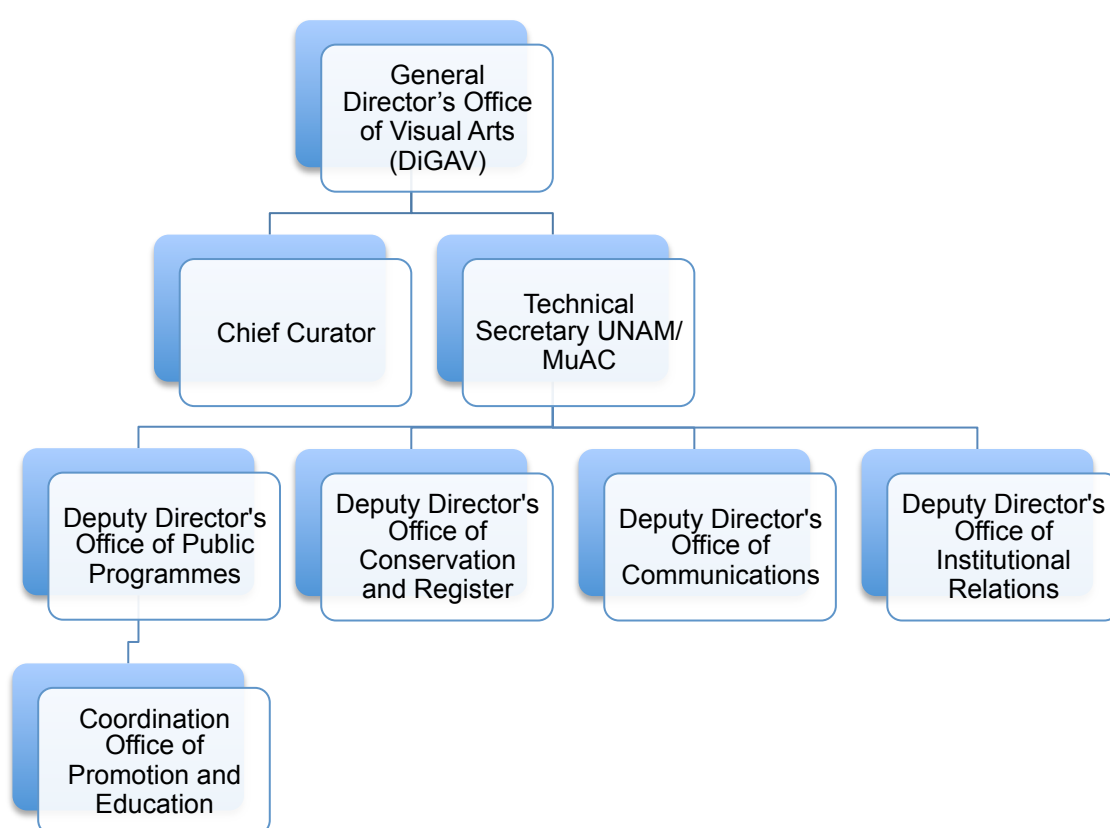 General
Director’s Office
of Visual Arts
(DiGAV)
Chief Curator
Technical
Secretary UNAM/
MuAC
Deputy Director's
Office of Public
Programmes
Deputy Director's
Office of
Conservation
and Register
Deputy Director's
Office of
Communications
Deputy Director's
Office of
Institutional
Relations
Coordination
Office of
Promotion and
Education